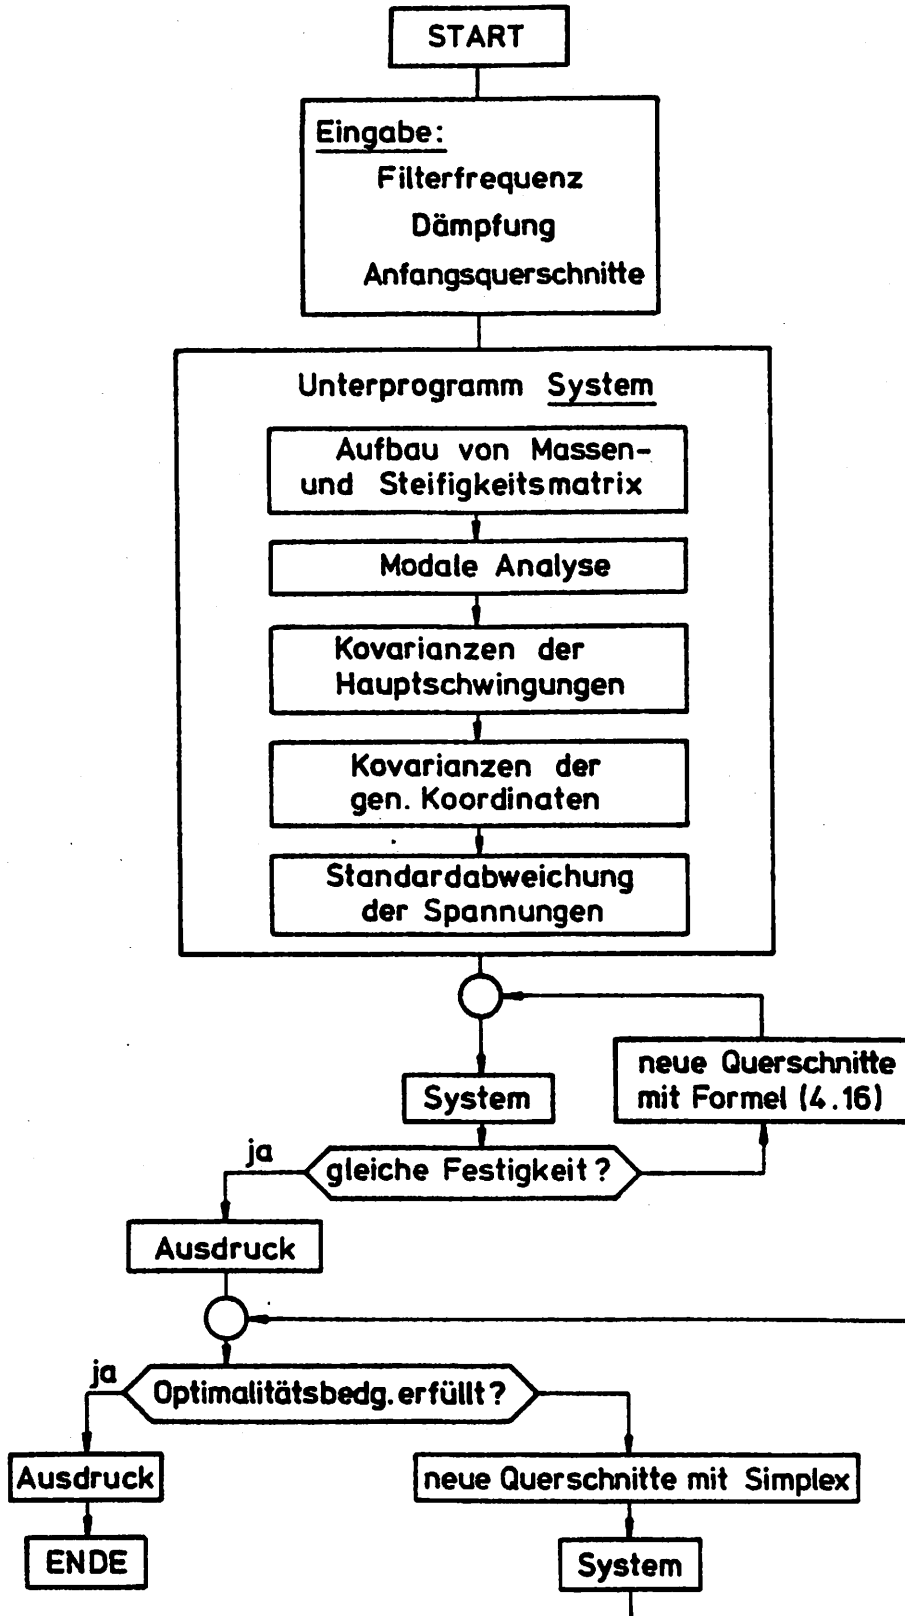 START
Eingabe:
Filterfrequenz
Dämpfung
Anfangsquerschnitte
Unterprogramm System
Aufbau von Massen-
und Steifigkeitsmatrix
Modale Analyse
Kovarianzen der
Hauptschwingungen
Kovarianzen der
gen. Koordinaten
Standardabweichung
der Spannungen
neue Querschnitte
mit Formel (4.16)
System
ja
gleiche Festigkeit?
Ausdruck
ja
Optimalitätsbedg. erfüllt?
Ausdruck
neue Querschnitte mit Simplex
ENDE
System